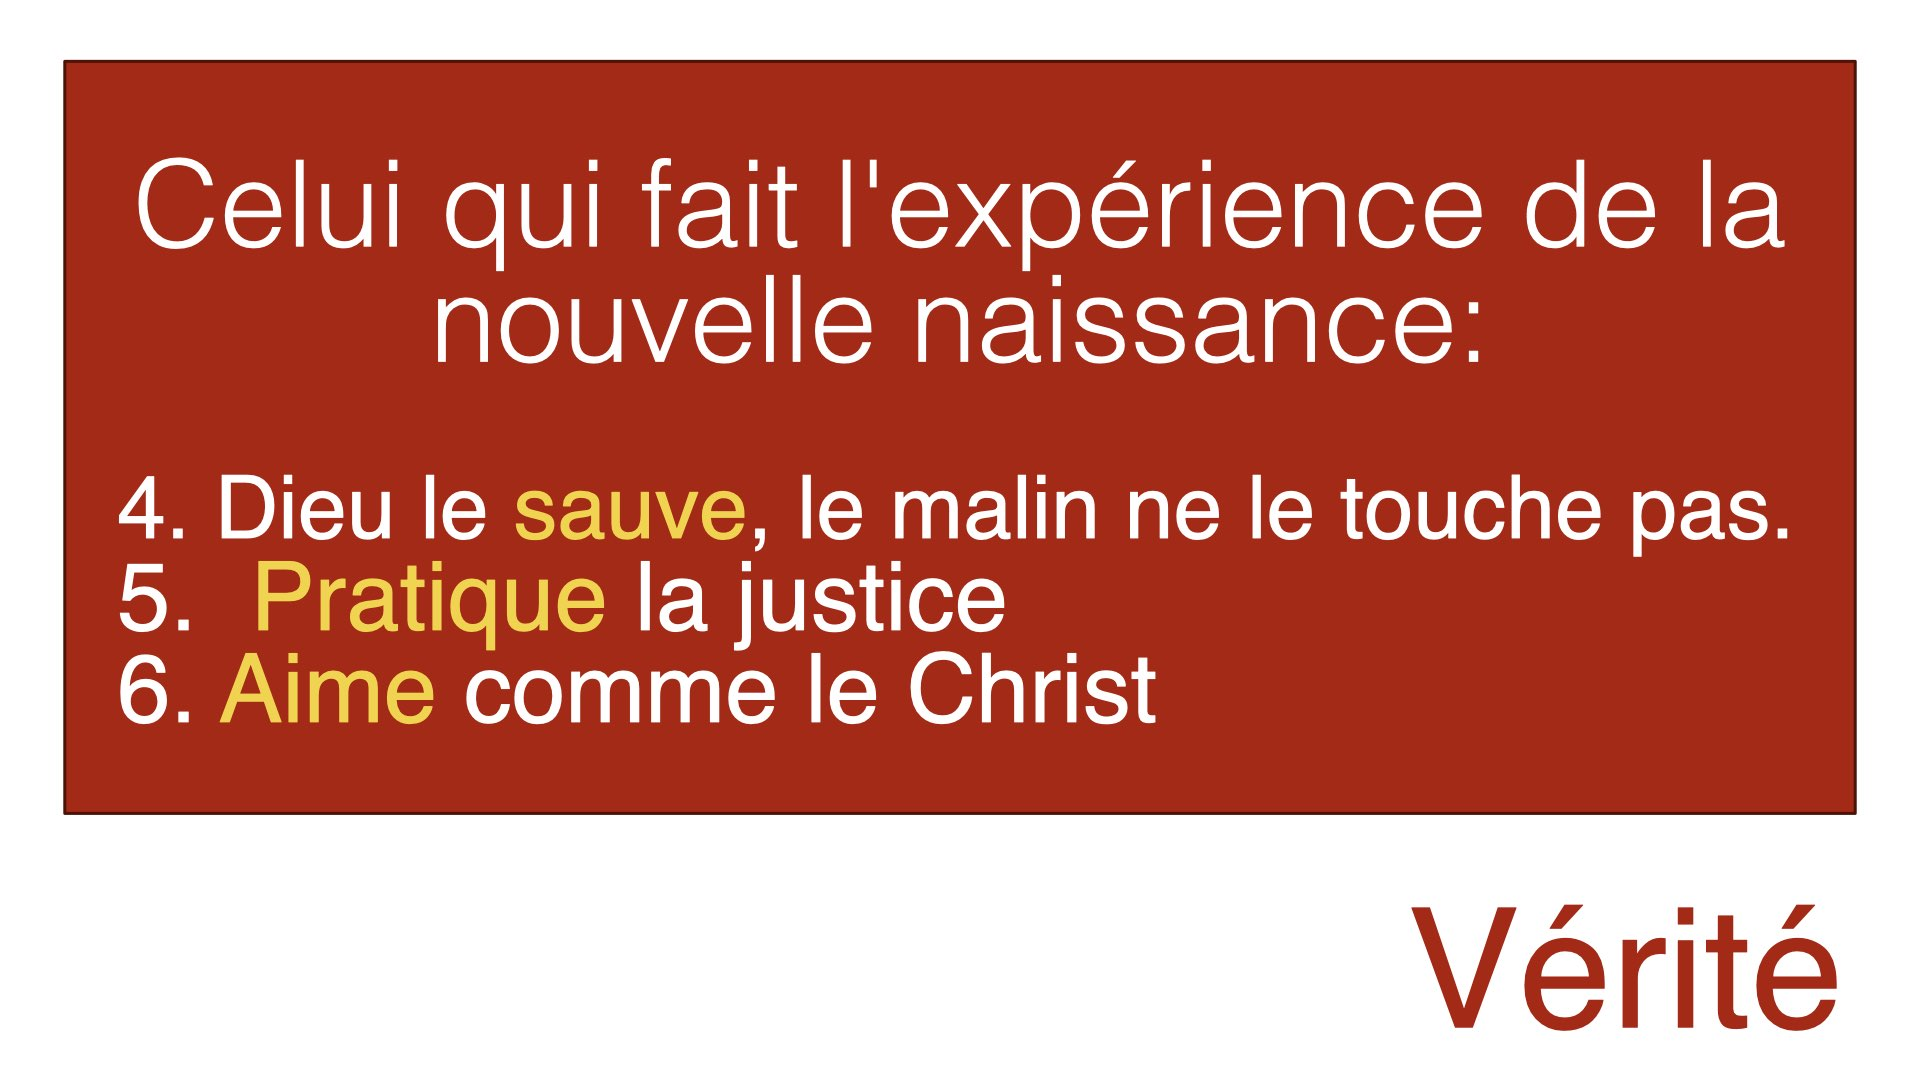 Celui qui fait l'expérience de la
nouvelle naissance:
4. Dieu le sauve, le malin ne le touche pas.
5. Pratique la justice
6. Aime comme le Christ
Vérité